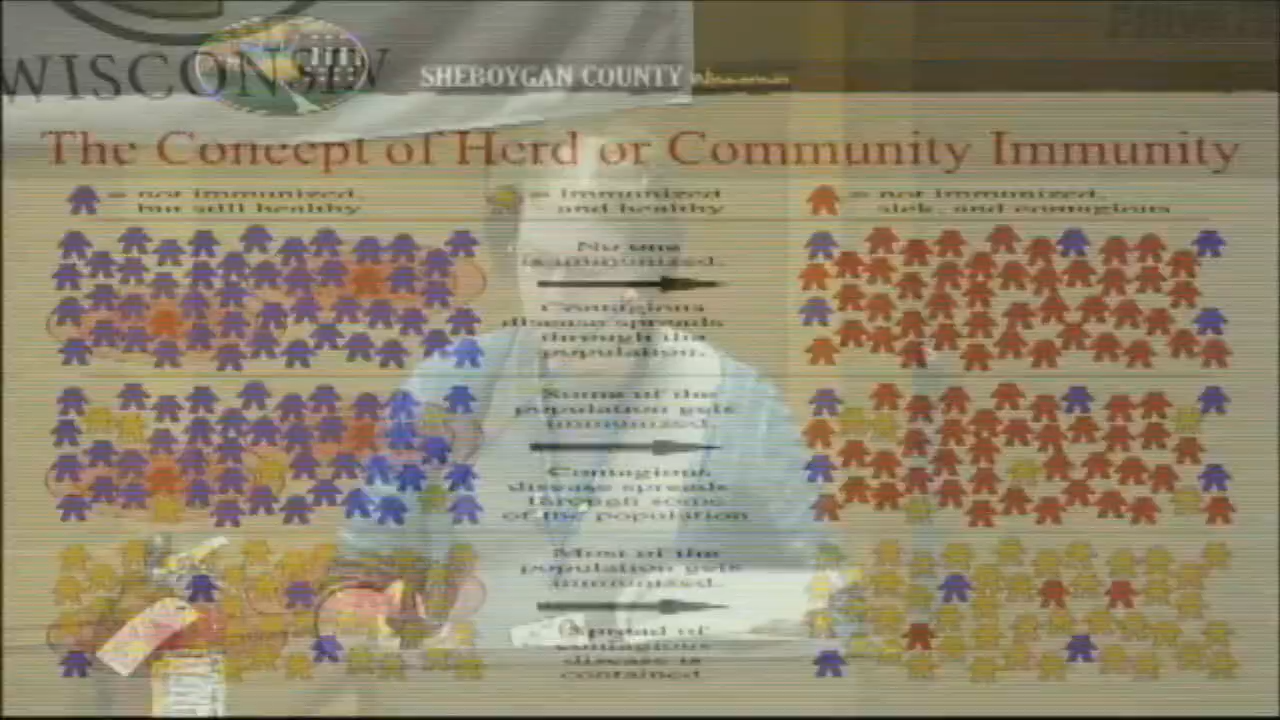 WISCONSIN
SHEBOYGAN COUNTY Wisconsin
The Concept of Herd or Community Immunity
= not immunized,
but still healthy
= immunized
and healthy
= not immunized,
sick, and contagious
No one
is immunized.
Contagious
disease spreads
through the
population.
Some of the
population gets
immunized.
Contagious
disease spreads
through some
of the population
Most of the
population gets
immunized.
Spread of
contagious
disease is
contained